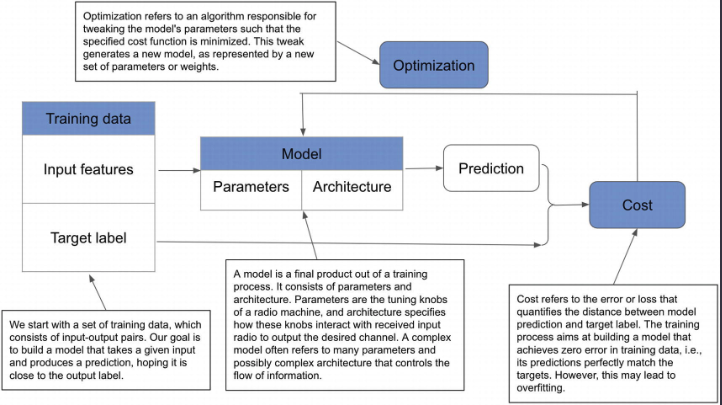 Optimization refers to an algorithm responsible for
tweaking the model's parameters such that the
specified cost function is minimized. This tweak
generates a new model, as represented by a new
set of parameters or weights.
Optimization
Training data
Input features
Target label
Model
Parameters
Architecture
Prediction
Cost
We start with a set of training data, which
consists of input-output pairs. Our goal is
to build a model that takes a given input
and produces a prediction, hoping it is
close to the output label.
A model is a final product out of a training
process. It consists of parameters and
architecture. Parameters are the tuning knobs
of a radio machine, and architecture specifies
how these knobs interact with received input
radio to output the desired channel. A complex
model often refers to many parameters and
possibly complex architecture that controls the
flow of information.
Cost refers to the error or loss that
quantifies the distance between model
prediction and target label. The training
process aims at building a model that
achieves zero error in training data, i.e.,
its predictions perfectly match the
targets. However, this may lead to
overfitting.